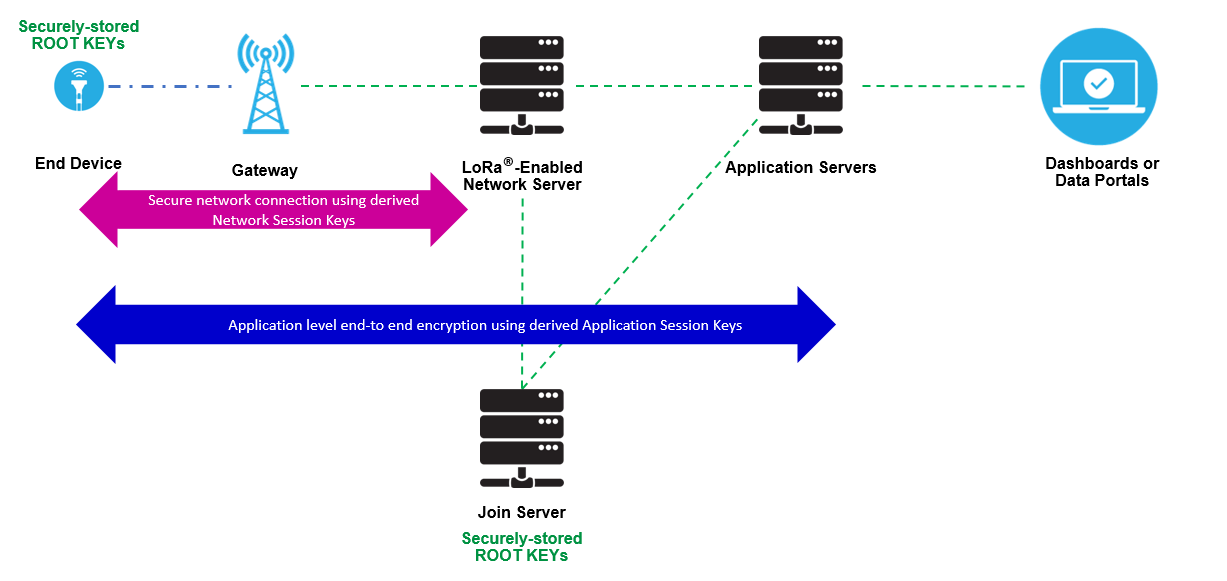 Securely-stored
ROOT KEYs
End Device
Gateway
LoRa®-Enabled
Network Server
Application Servers
Dashboards or
Data Portals
Secure network connection using derived
Network Session Keys
Application level end-to end encryption using derived Application Session Keys
Join Server
Securely-stored
ROOT KEYs